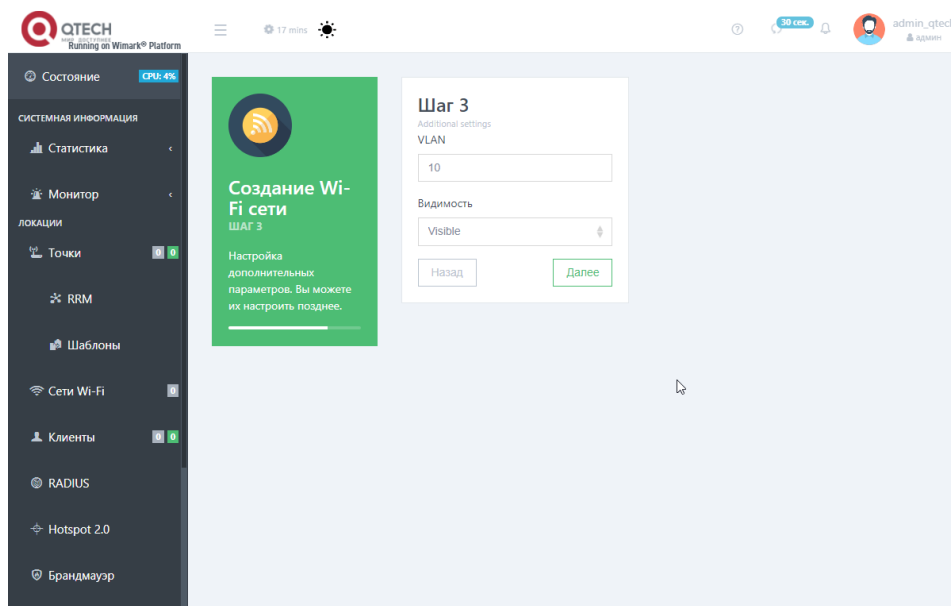 QTECH
МИР ДОСТУПНЕЕ
Running on Wimark® Platform
17 mins
30 сек.
admin_qtech
админ
Состояние CPU: 4%
СИСТЕМНАЯ ИНФОРМАЦИЯ
Статистика
Монитор
ЛОКАЦИИ
Точки 0 0
RRM
Шаблоны
Сети Wi-Fi 0
Клиенты 0 0
RADIUS
Hotspot 2.0
Брандмауэр
Создание Wi-
Fi сети
ШАГ 3
Настройка
дополнительных
параметров. Вы можете
их настроить позднее.
Шаг 3
Additional settings
VLAN
10
Видимость
Visible
Назад
Далее